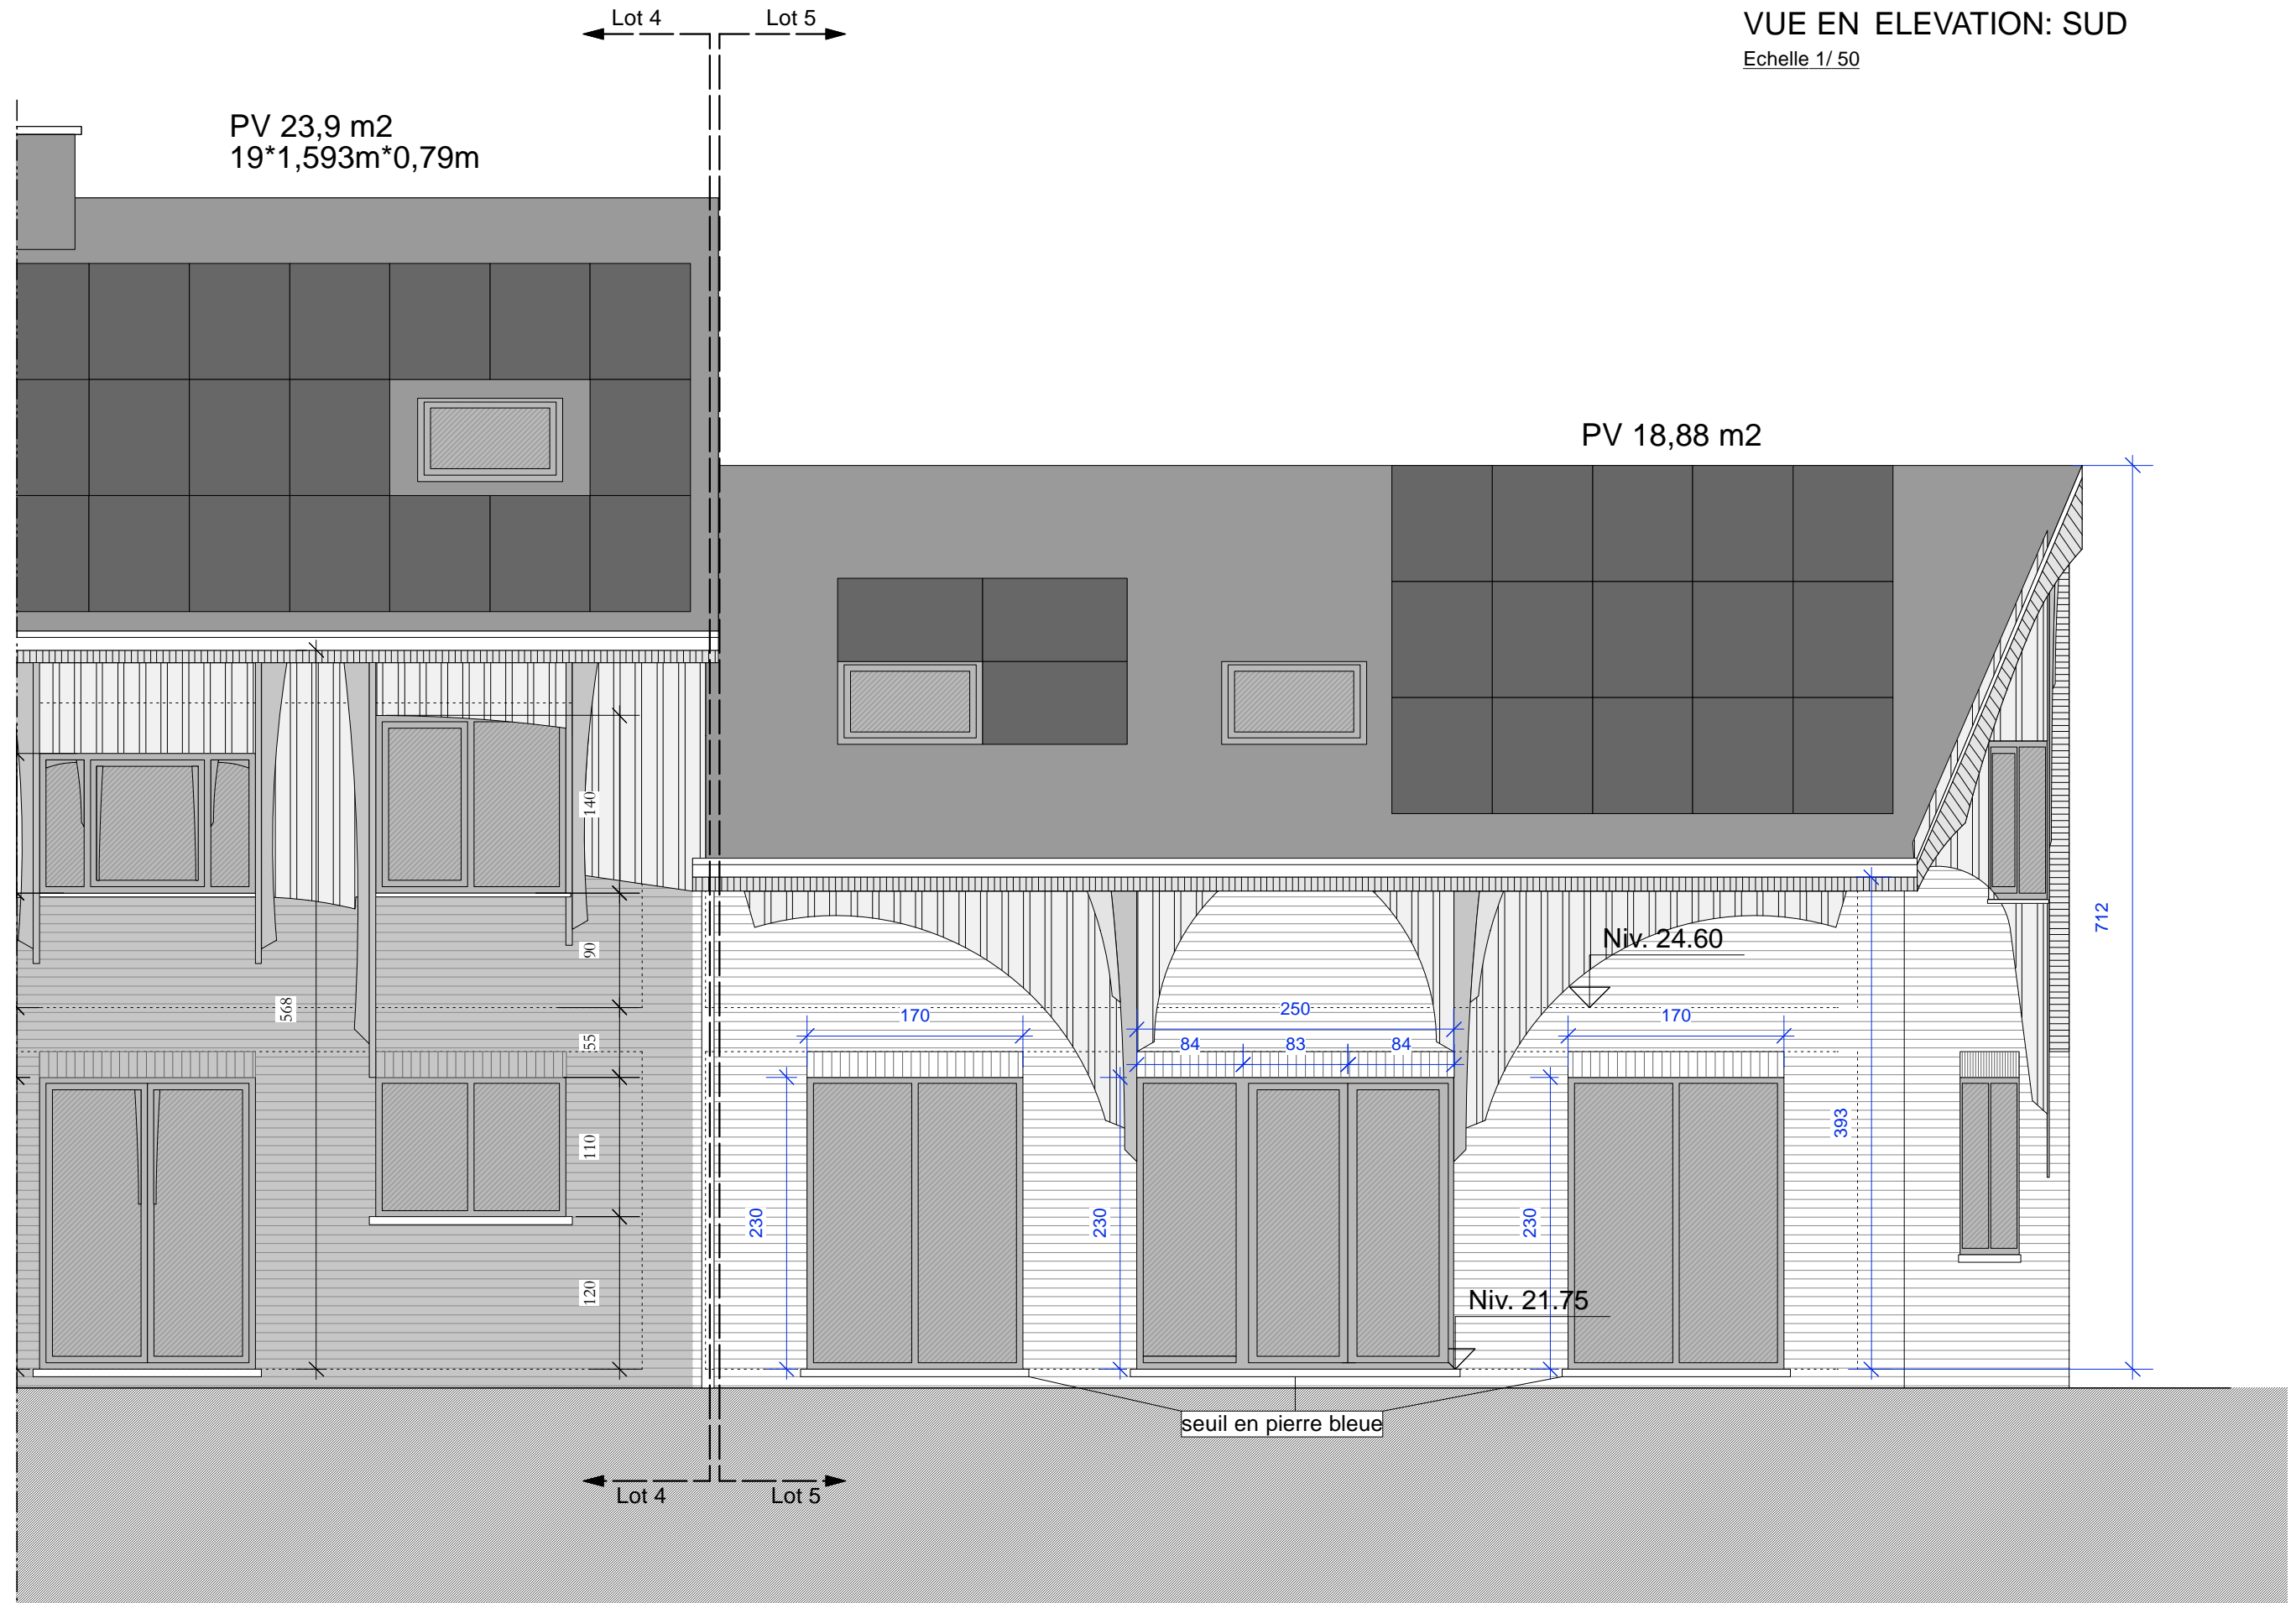 Lot 4
Lot 5
VUE EN ELEVATION: SUD
Echelle 1/ 50
PV 23,9 m2
19*1,593m*0,79m
PV 18,88 m2
140
90
568
55
110
120
712
Niv. 24.60
170
250
170
84
83
84
393
230
230
230
Niv. 21.75
seuil en pierre bleue
Lot 4
Lot 5